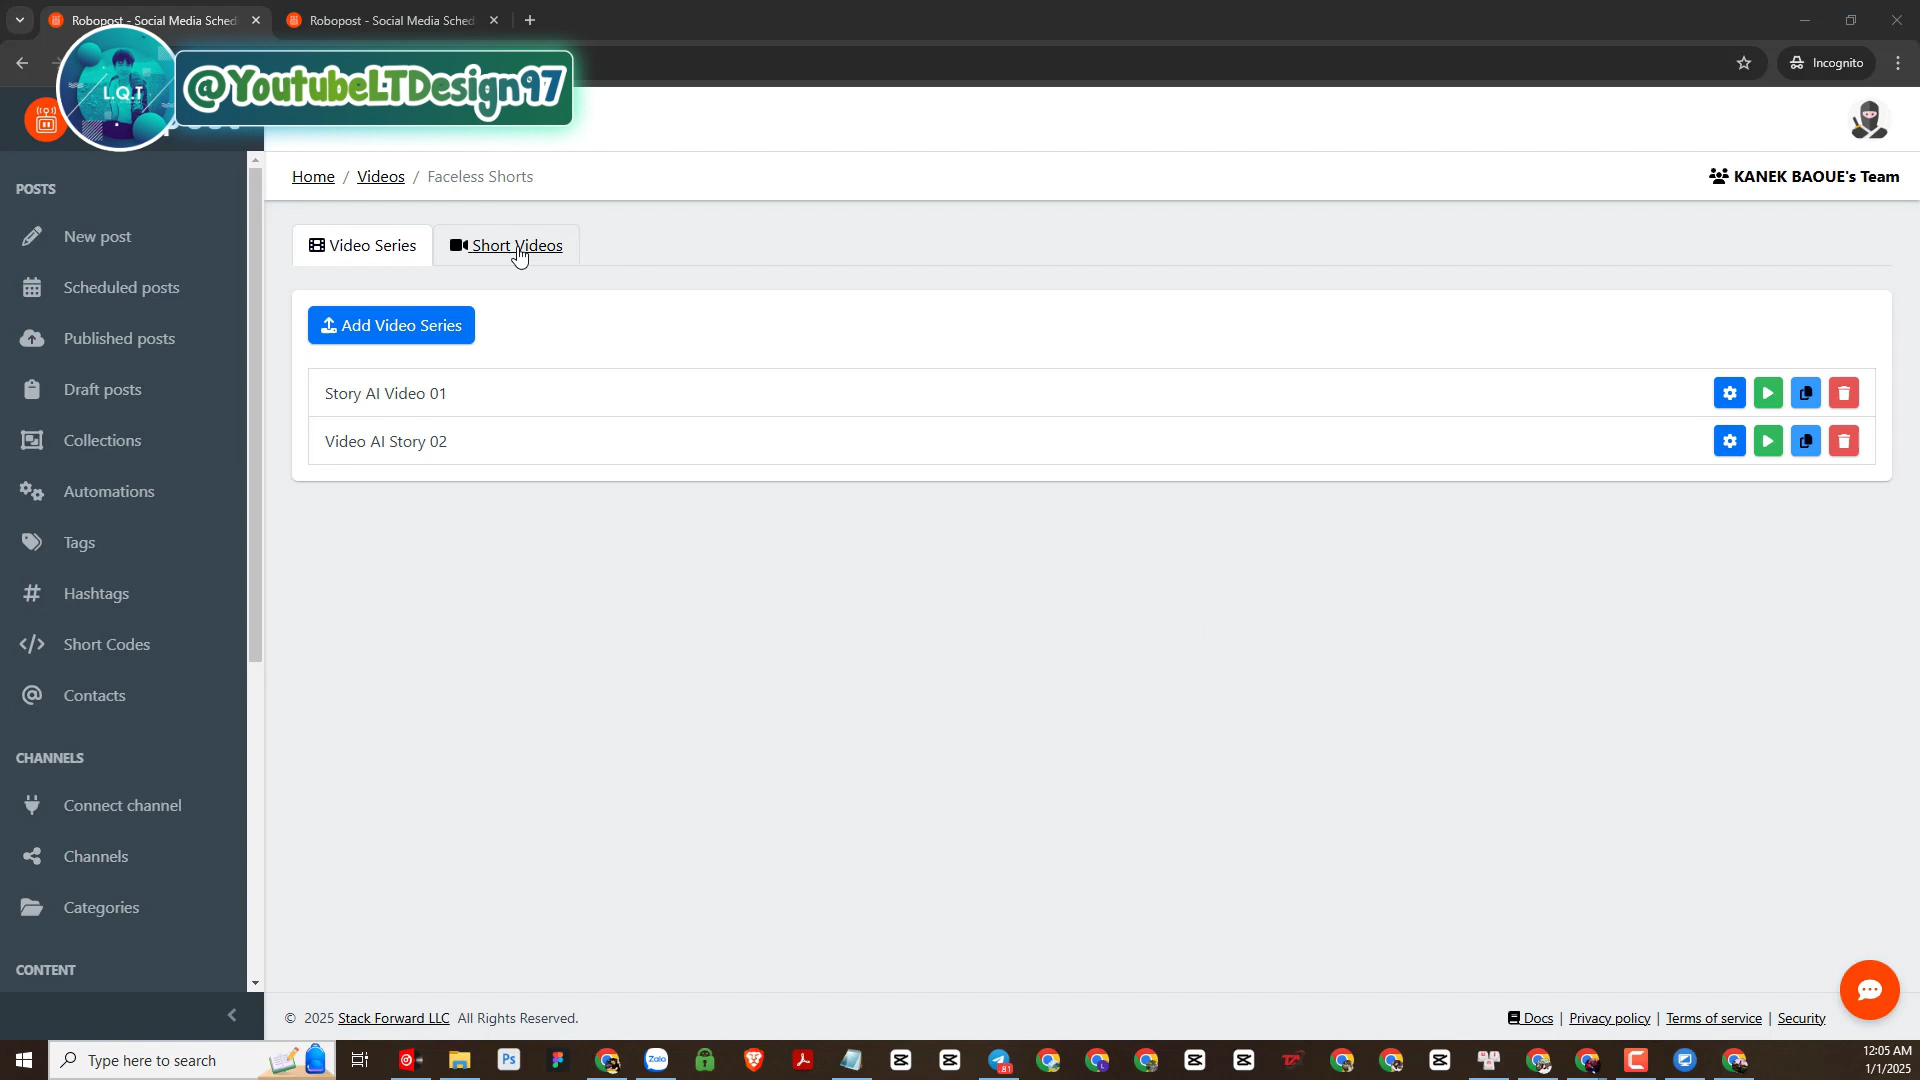 Robopost - Social Media Sched
Robopost - Social Media Sched
Incognito
L.Q.T
@YoutubeLTDesign97
Home / Videos / Faceless Shorts
KANEK BAOUE's Team
POSTS
New post
Scheduled posts
Published posts
Draft posts
Collections
Automations
Tags
Hashtags
Short Codes
Contacts
CHANNELS
Connect channel
Channels
Categories
CONTENT
Video Series
Short Videos
Add Video Series
Story AI Video 01
Video AI Story 02
© 2025 Stack Forward LLC All Rights Reserved.
Docs | Privacy policy | Terms of service | Security
Type here to search
Ps
Zalo
81
12:05 AM
1/1/2025